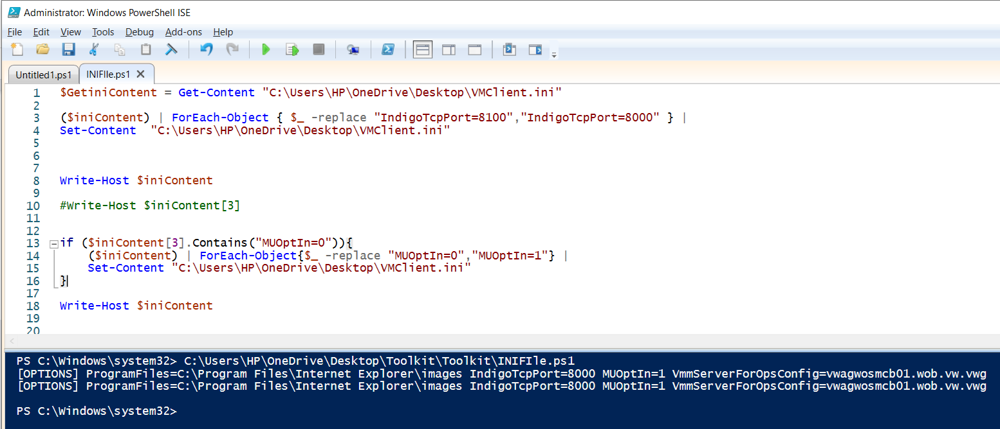 Administrator: Windows PowerShell ISE
File Edit View Tools Debug Add-ons Help
Untitled1.ps1 INIFIle.ps1
1 $GetiniContent = Get-Content "C:\Users\HP\OneDrive\Desktop\VMClient.ini"
2
3 ($iniContent) | ForEach-Object { $_ -replace "IndigoTcpPort=8100","IndigoTcpPort=8000" } |
4 Set-Content  "C:\Users\HP\OneDrive\Desktop\VMClient.ini"
5
6
7
8 Write-Host $iniContent
9
10 #Write-Host $iniContent[3]
11
12
13 if ($iniContent[3].Contains("MUOptIn=0")){
14     ($iniContent) | ForEach-Object{$_ -replace "MUOptIn=0","MUOptIn=1"} |
15     Set-Content "C:\Users\HP\OneDrive\Desktop\VMClient.ini"
16 }
17
18 Write-Host $iniContent
19
20
PS C:\Windows\system32> C:\Users\HP\OneDrive\Desktop\Toolkit\Toolkit\INIFIle.ps1
[OPTIONS] ProgramFiles=C:\Program Files\Internet Explorer\images IndigoTcpPort=8000 MUOptIn=1 VmmServerForOpsConfig=vwagwosmcb01.wob.vw.vwg
[OPTIONS] ProgramFiles=C:\Program Files\Internet Explorer\images IndigoTcpPort=8000 MUOptIn=1 VmmServerForOpsConfig=vwagwosmcb01.wob.vw.vwg
PS C:\Windows\system32>